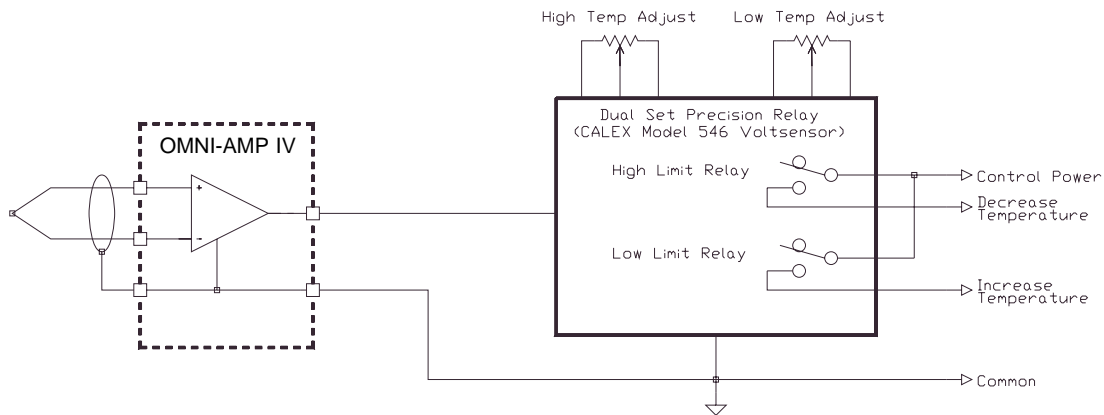 High Temp Adjust
Low Temp Adjust
Dual Set Precision Relay
(CALEX Model 546 Voltsensor)
OMNI-AMP IV
+
-
High Limit Relay
Control Power
Decrease
Temperature
Low Limit Relay
Increase
Temperature
Common